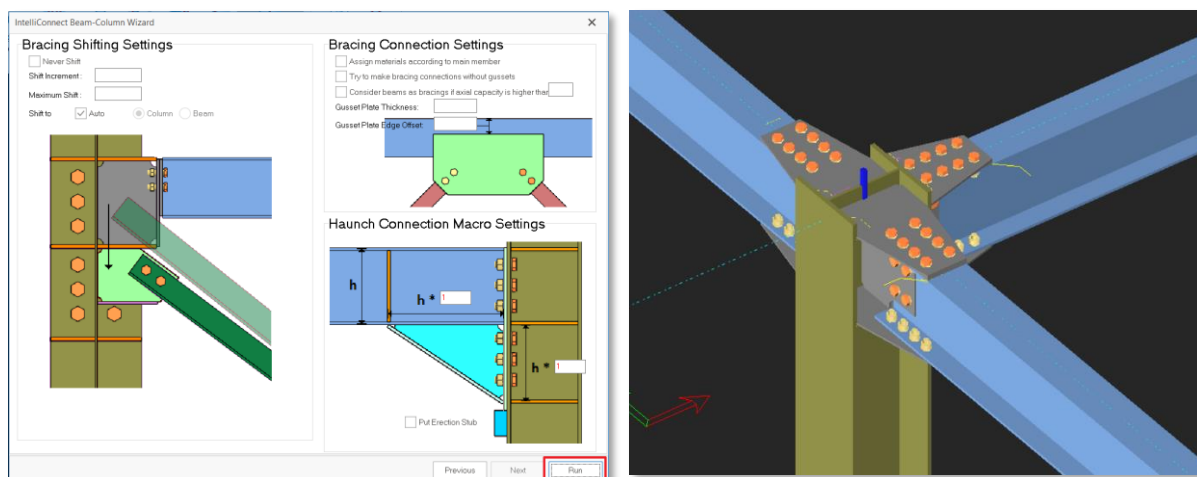 IntelliConnect Beam-Column Wizard
Bracing Shifting Settings
Never Shift
Shift Increment:
Maximum Shift:
Shift to
Auto
Column
Beam
Bracing Connection Settings
Assign materials according to main member
Try to make bracing connections without gussets
Consider beams as bracings if axial capacity is higher than
Gusset Plate Thickness:
Gusset Plate Edge Offset:
Haunch Connection Macro Settings
h
h * 1
h * 1
Put Erection Stub
Previous
Next
Run